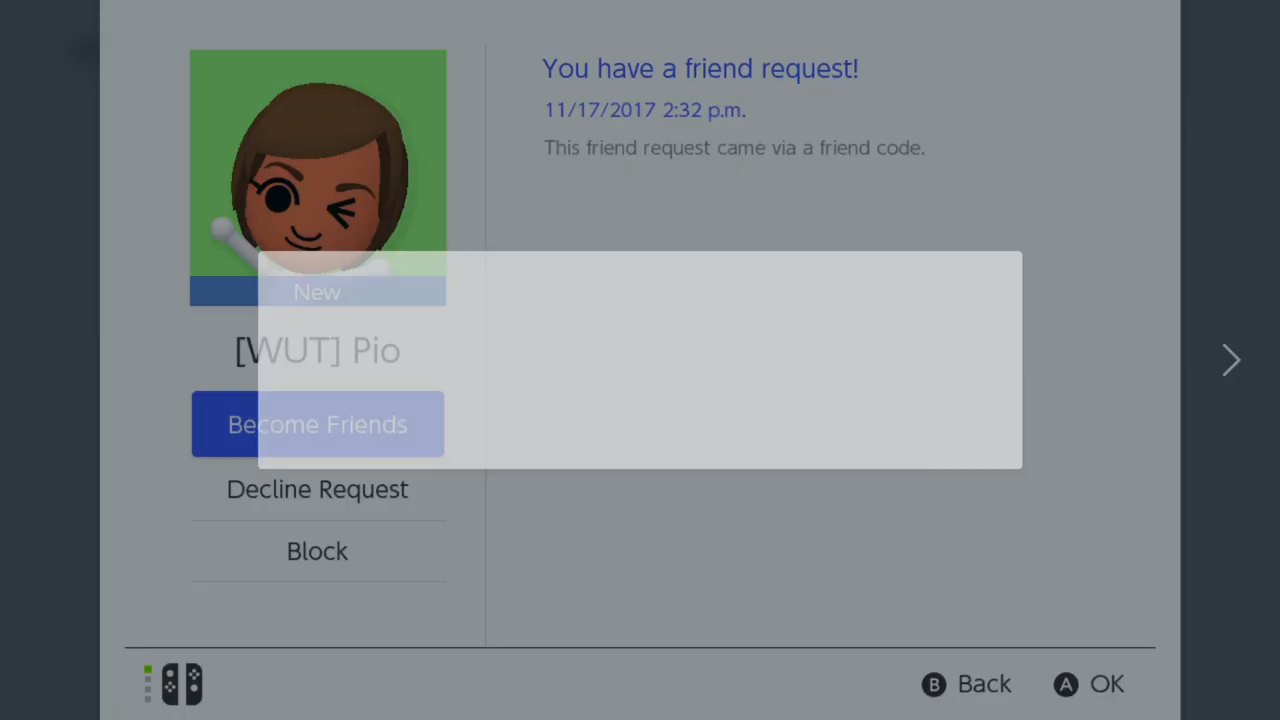 You have a friend request!
11/17/2017 2:32 p.m.
This friend request came via a friend code.
New
[WUT] Pio
Become Friends
Decline Request
Block
B Back
A OK